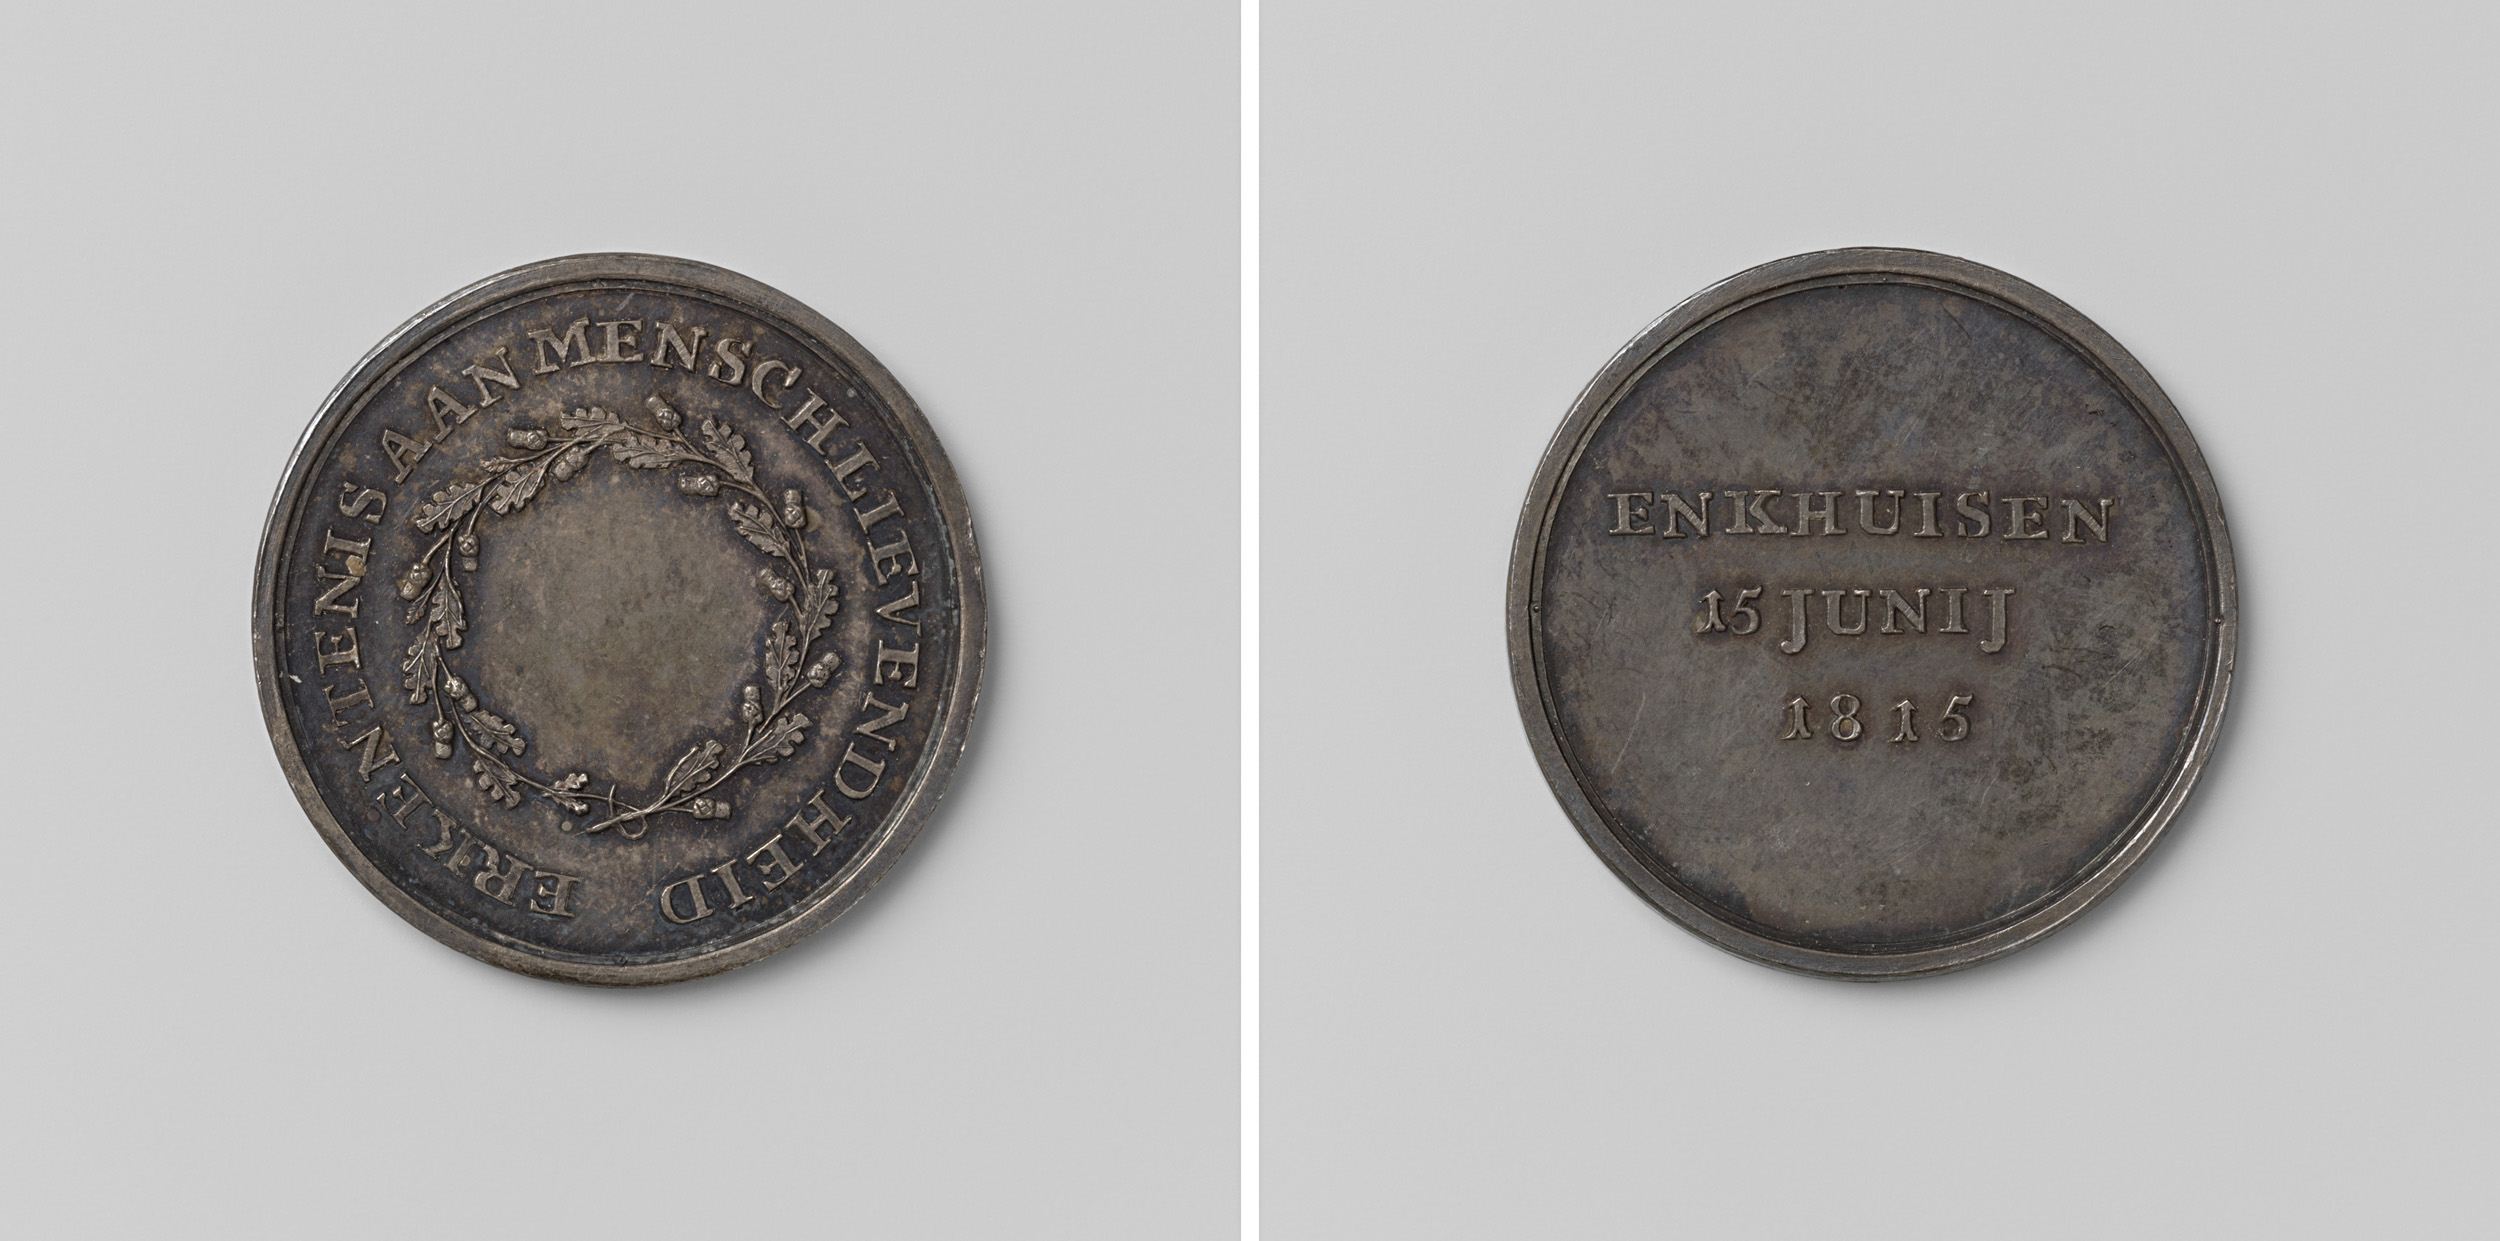 ERKENTENIS AAN MENSCHLIEVENDHEID
ENKHUISEN
15 JUNIJ
1815